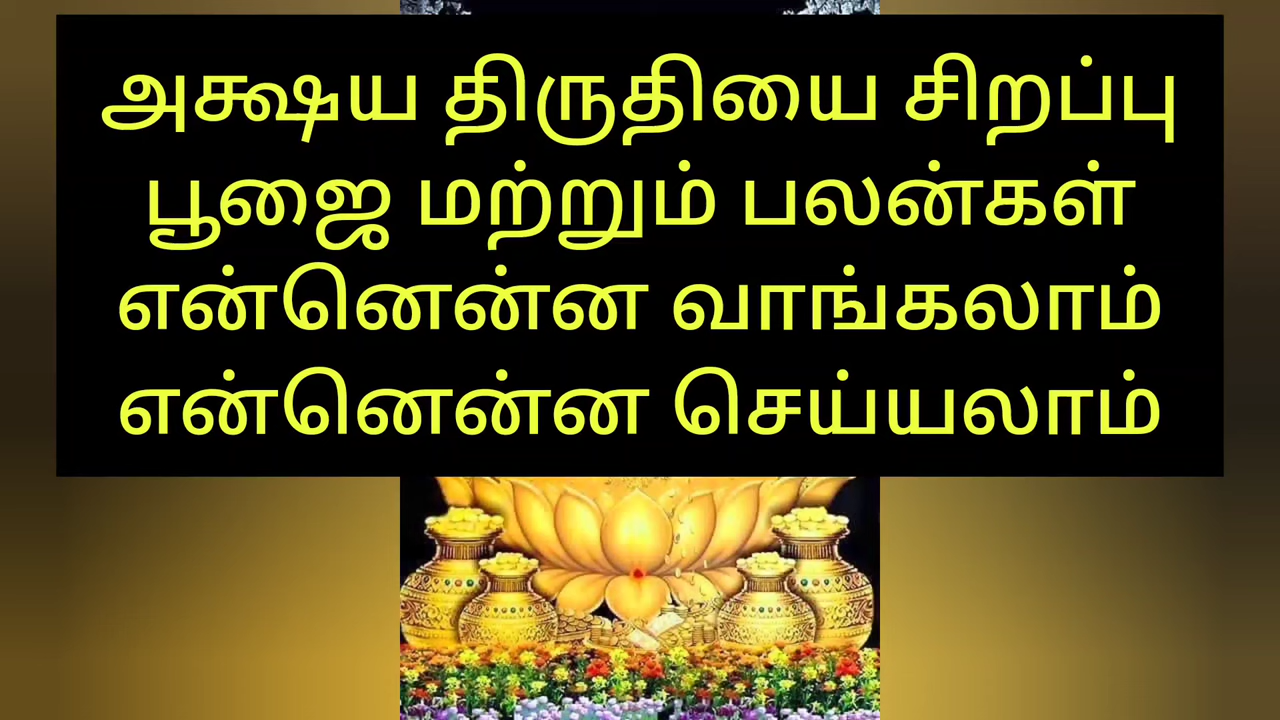 அக்ஷய திருதியை சிறப்பு
பூஜை மற்றும் பலன்கள்
என்னென்ன வாங்கலாம்
என்னென்ன செய்யலாம்